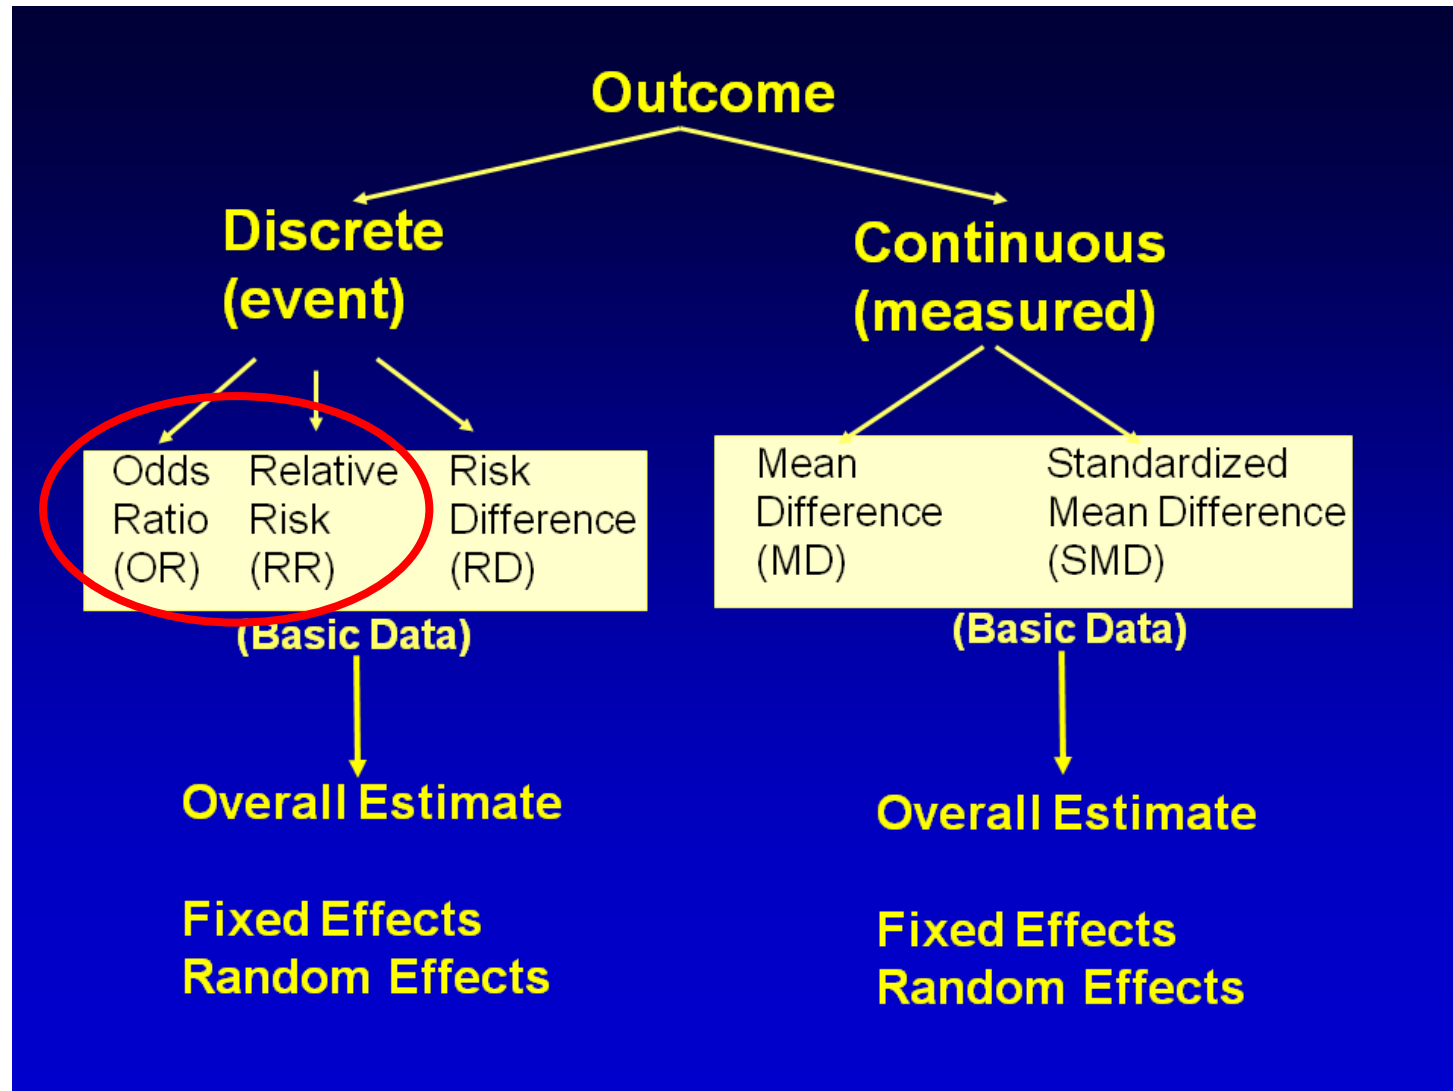 Outcome
Discrete
(event)
Continuous
(measured)
Odds
Ratio
(OR)
Relative
Risk
(RR)
Risk
Difference
(RD)
Mean
Difference
(MD)
Standardized
Mean Difference
(SMD)
(Basic Data)
(Basic Data)
Overall Estimate
Fixed Effects
Random Effects
Overall Estimate
Fixed Effects
Random Effects